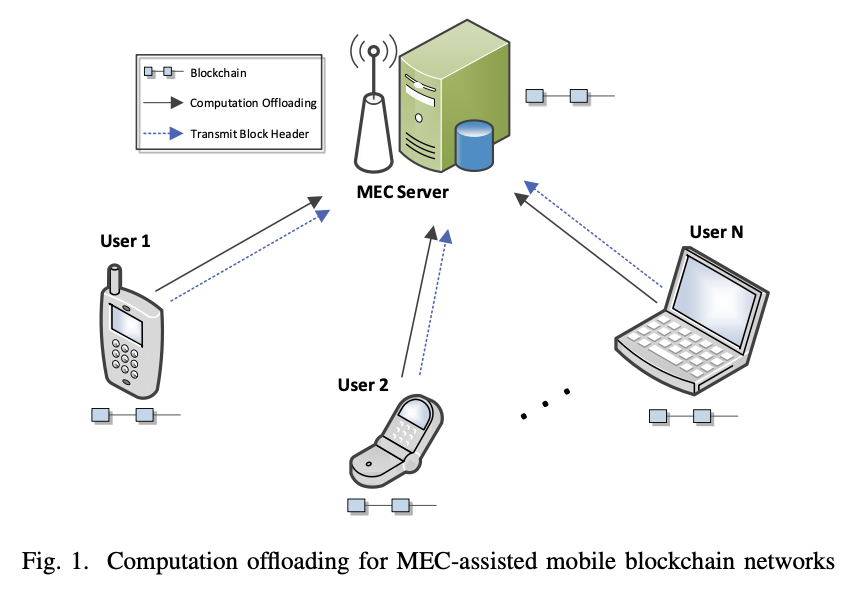 Blockchain
Computation Offloading
Transmit Block Header
MEC Server
User 1
User N
User 2
Fig. 1. Computation offloading for MEC-assisted mobile blockchain networks